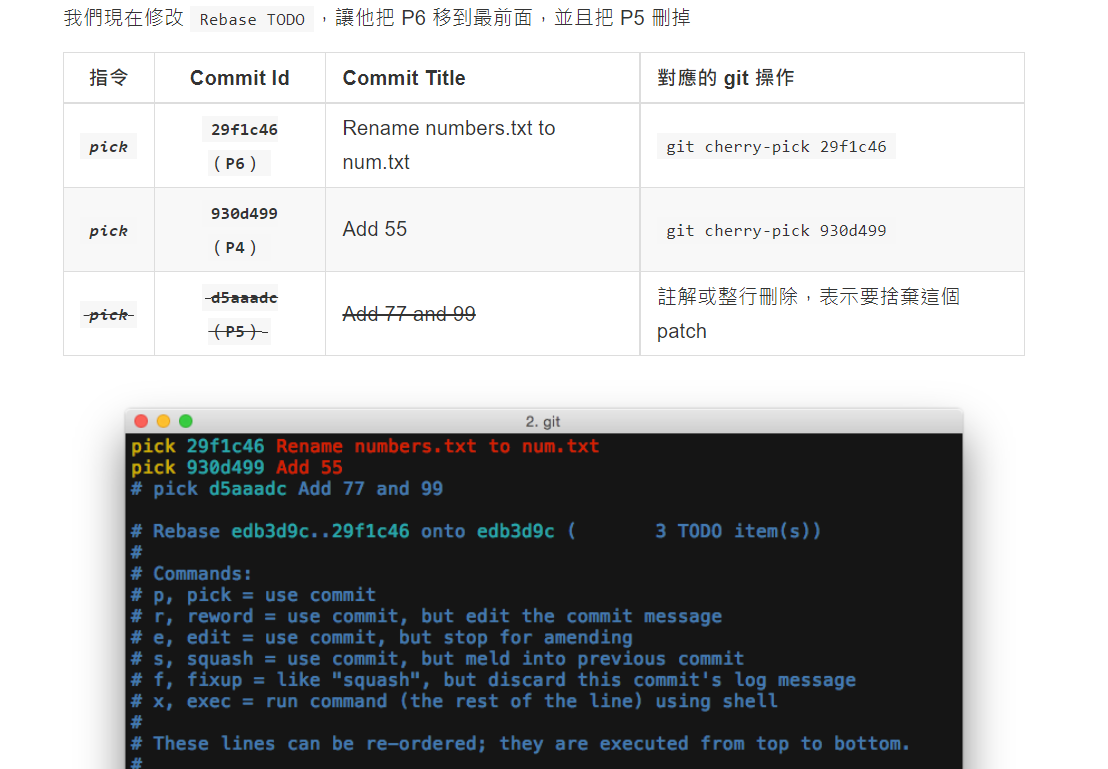 我們現在修改 Rebase TODO ，讓他把 P6 移到最前面，並且把 P5 刪掉
指令 Commit Id Commit Title 對應的 git 操作
pick 29f1c46 (P6) Rename numbers.txt to num.txt git cherry-pick 29f1c46
pick 930d499 (P4) Add 55 git cherry-pick 930d499
pick d5aaadc (P5) Add 77 and 99 註解或整行刪除，表示要捨棄這個 patch
2. git
pick 29f1c46 Rename numbers.txt to num.txt
pick 930d499 Add 55
# pick d5aaadc Add 77 and 99
# Rebase edb3d9c..29f1c46 onto edb3d9c (       3 TODO item(s))
#
# Commands:
# p, pick = use commit
# r, reword = use commit, but edit the commit message
# e, edit = use commit, but stop for amending
# s, squash = use commit, but meld into previous commit
# f, fixup = like "squash", but discard this commit's log message
# x, exec = run command (the rest of the line) using shell
#
# These lines can be re-ordered; they are executed from top to bottom.
#